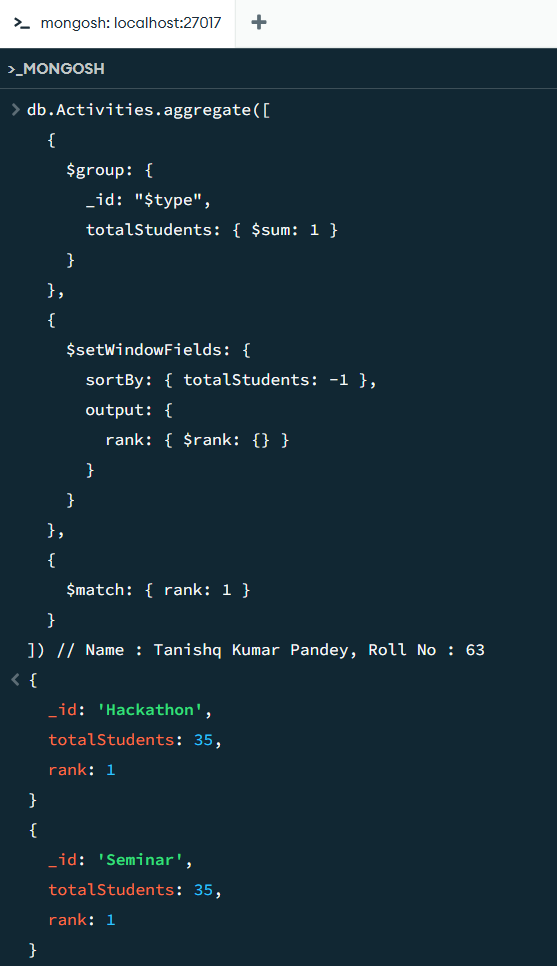 >_ mongosh: localhost:27017 +
>_MONGOSH
> db.Activities.aggregate([
    {
      $group: {
        _id: "$type",
        totalStudents: { $sum: 1 }
      }
    },
    {
      $setWindowFields: {
        sortBy: { totalStudents: -1 },
        output: {
          rank: { $rank: {} }
        }
      }
    },
    {
      $match: { rank: 1 }
    }
  ]) // Name : Tanishq Kumar Pandey, Roll No : 63
< {
    _id: 'Hackathon',
    totalStudents: 35,
    rank: 1
  }
  {
    _id: 'Seminar',
    totalStudents: 35,
    rank: 1
  }